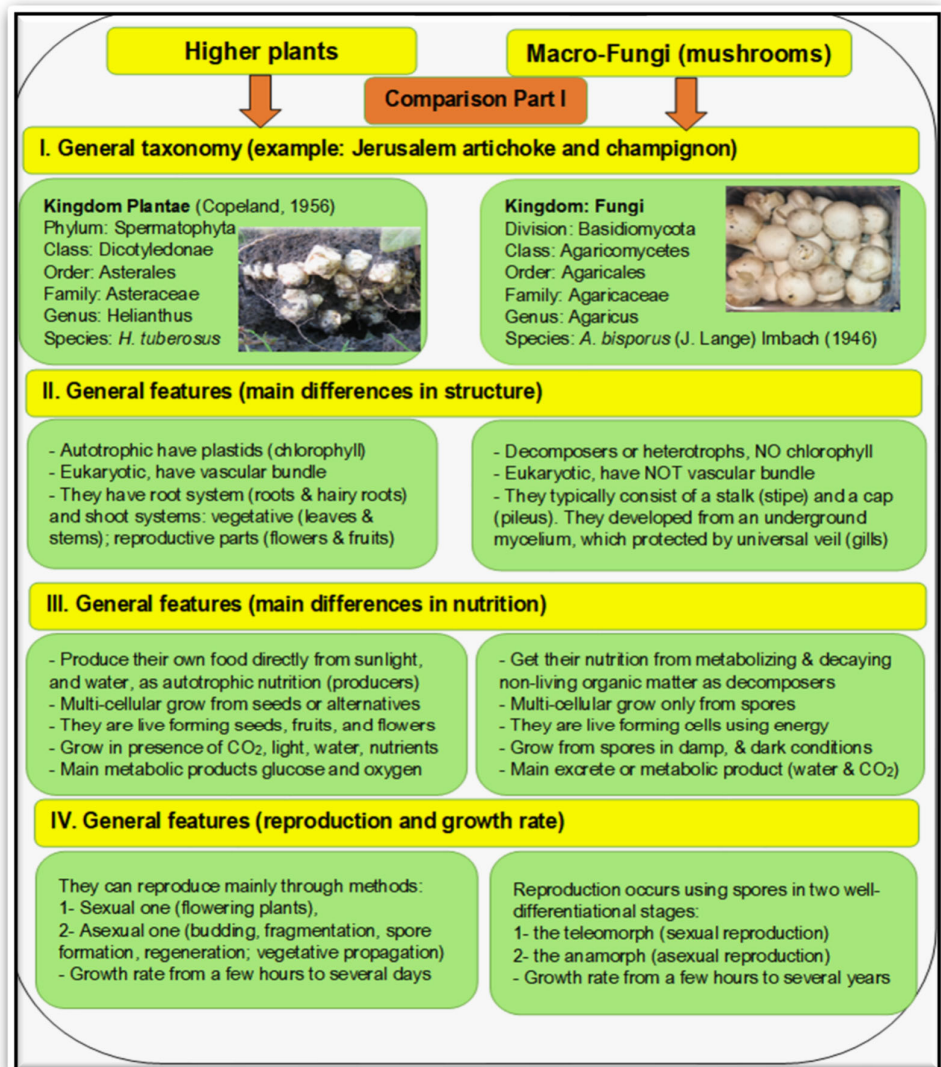 Higher plants
Macro-Fungi (mushrooms)
Comparison Part I
I. General taxonomy (example: Jerusalem artichoke and champignon)
Kingdom Plantae (Copeland, 1956)
Phylum: Spermatophyta
Class: Dicotyledonae
Order: Asterales
Family: Asteraceae
Genus: Helianthus
Species: H. tuberosus
Kingdom: Fungi
Division: Basidiomycota
Class: Agaricomycetes
Order: Agaricales
Family: Agaricaceae
Genus: Agaricus
Species: A. bisporus (J. Lange) Imbach (1946)
II. General features (main differences in structure)
- Autotrophic have plastids (chlorophyll)
- Eukaryotic, have vascular bundle
- They have root system (roots & hairy roots)
and shoot systems: vegetative (leaves &
stems); reproductive parts (flowers & fruits)
- Decomposers or heterotrophs, NO chlorophyll
- Eukaryotic, have NOT vascular bundle
- They typically consist of a stalk (stipe) and a cap
(pileus). They developed from an underground
mycelium, which protected by universal veil (gills)
III. General features (main differences in nutrition)
- Produce their own food directly from sunlight,
and water, as autotrophic nutrition (producers)
- Multi-cellular grow from seeds or alternatives
- They are live forming seeds, fruits, and flowers
- Grow in presence of CO₂, light, water, nutrients
- Main metabolic products glucose and oxygen
- Get their nutrition from metabolizing & decaying
non-living organic matter as decomposers
- Multi-cellular grow only from spores
- They are live forming cells using energy
- Grow from spores in damp, & dark conditions
- Main excrete or metabolic product (water & CO₂)
IV. General features (reproduction and growth rate)
They can reproduce mainly through methods:
1- Sexual one (flowering plants),
2- Asexual one (budding, fragmentation, spore
formation, regeneration; vegetative propagation)
- Growth rate from a few hours to several days
Reproduction occurs using spores in two well-
differentional stages:
1- the teleomorph (sexual reproduction)
2- the anamorph (asexual reproduction)
- Growth rate from a few hours to several years